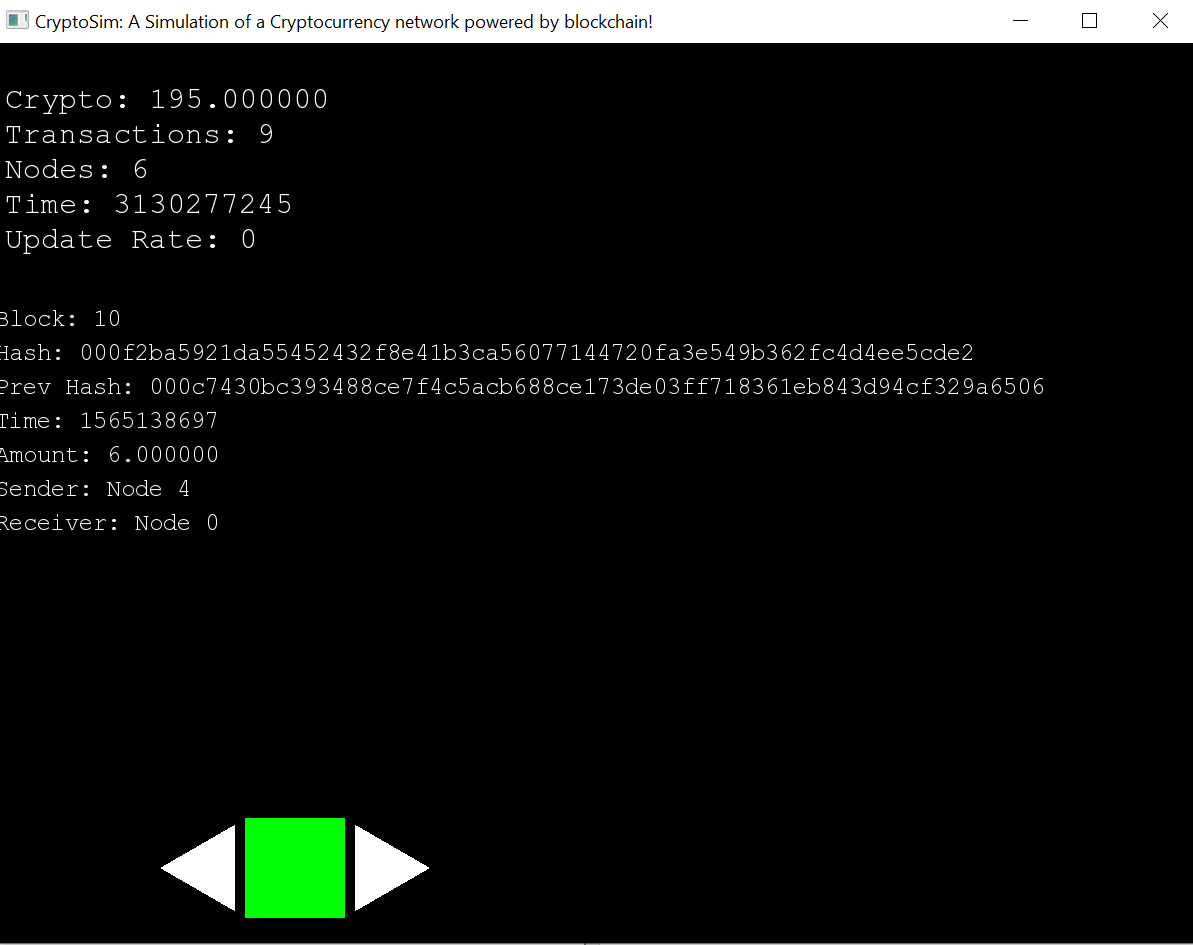 CryptoSim: A Simulation of a Cryptocurrency network powered by blockchain!
Crypto: 195.000000
Transactions: 9
Nodes: 6
Time: 3130277245
Update Rate: 0
Block: 10
Hash: 000f2ba5921da55452432f8e41b3ca56077144720fa3e549b362fc4d4ee5cde2
Prev Hash: 000c7430bc393488ce7f4c5acb688ce173de03ff718361eb843d94cf329a6506
Time: 1565138697
Amount: 6.000000
Sender: Node 4
Receiver: Node 0